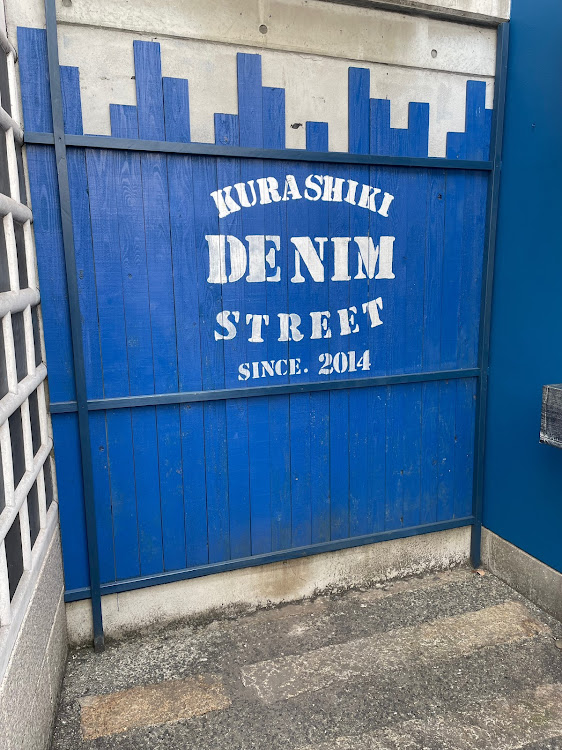 KURASHIKI
DENIM
STREET
SINCE. 2014